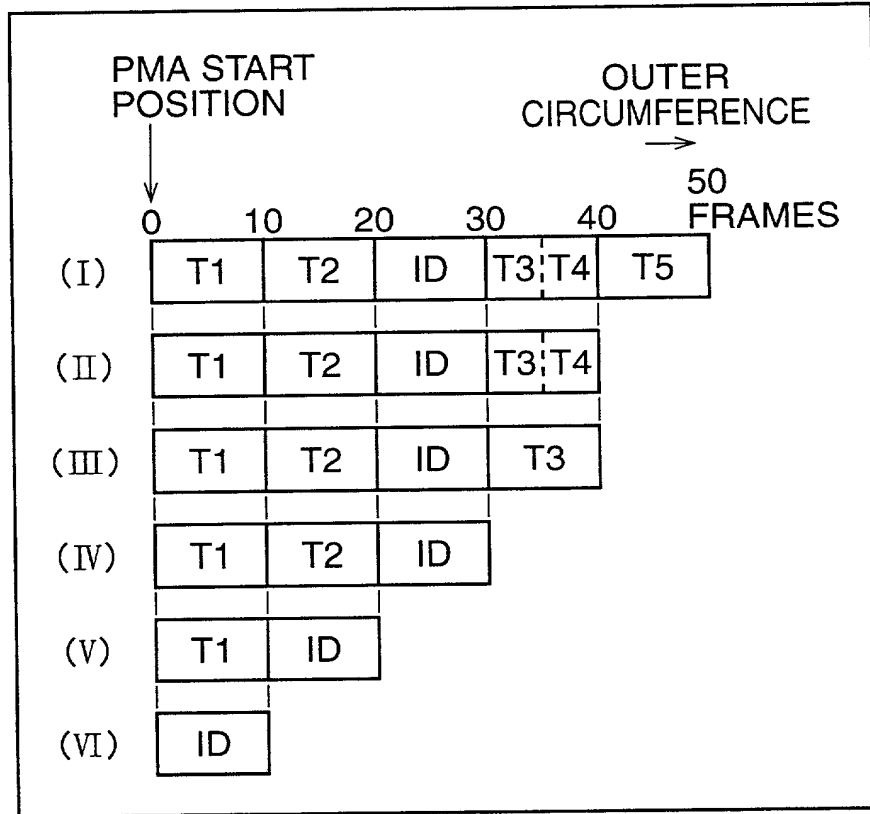 PMA START
POSITION
OUTER
CIRCUMFERENCE
→
50
0 10 20 30 40 FRAMES
(I) T1 T2 ID T3 T4 T5
(II) T1 T2 ID T3 T4
(III) T1 T2 ID T3
(IV) T1 T2 ID
(V) T1 ID
(VI) ID